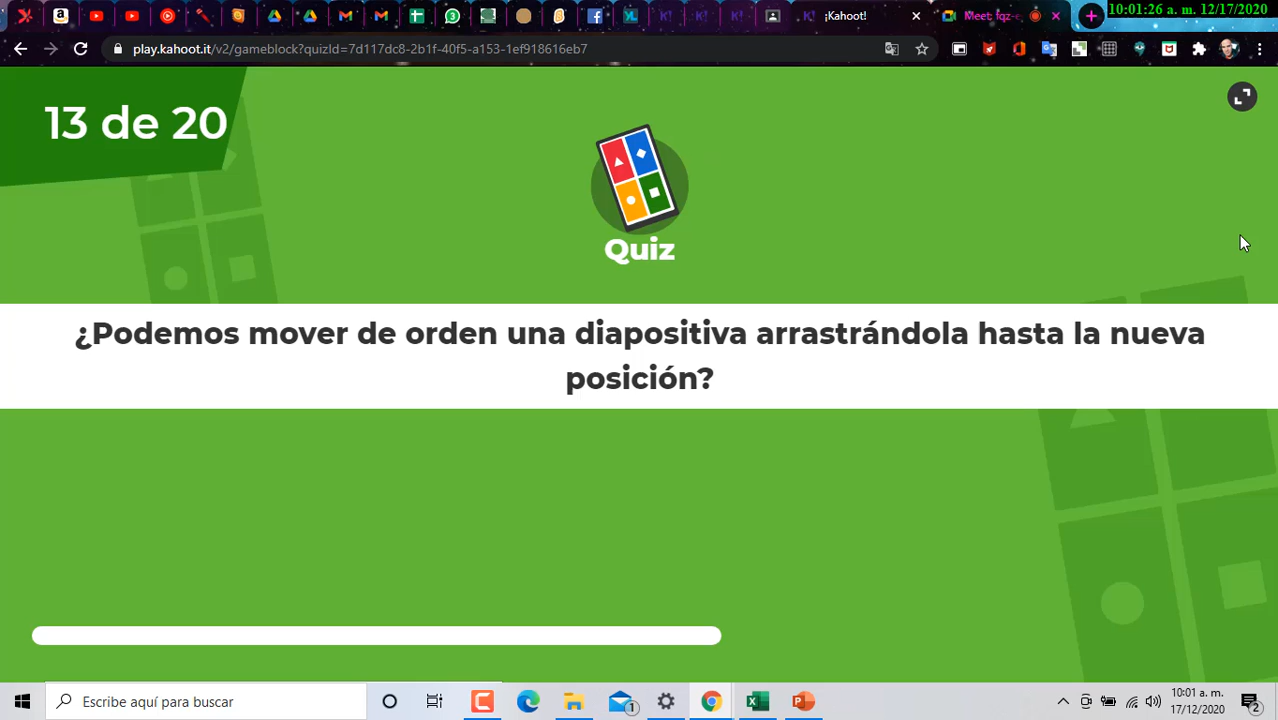 ¡Kahoot!
Meet: fqz-e
10:01:26 a. m. 12/17/2020
play.kahoot.it/v2/gameblock?quizId=7d117dc8-2b1f-40f5-a153-1ef918616eb7
13 de 20
Quiz
¿Podemos mover de orden una diapositiva arrastrándola hasta la nueva
posición?
Escribe aquí para buscar
10:01 a. m.
17/12/2020